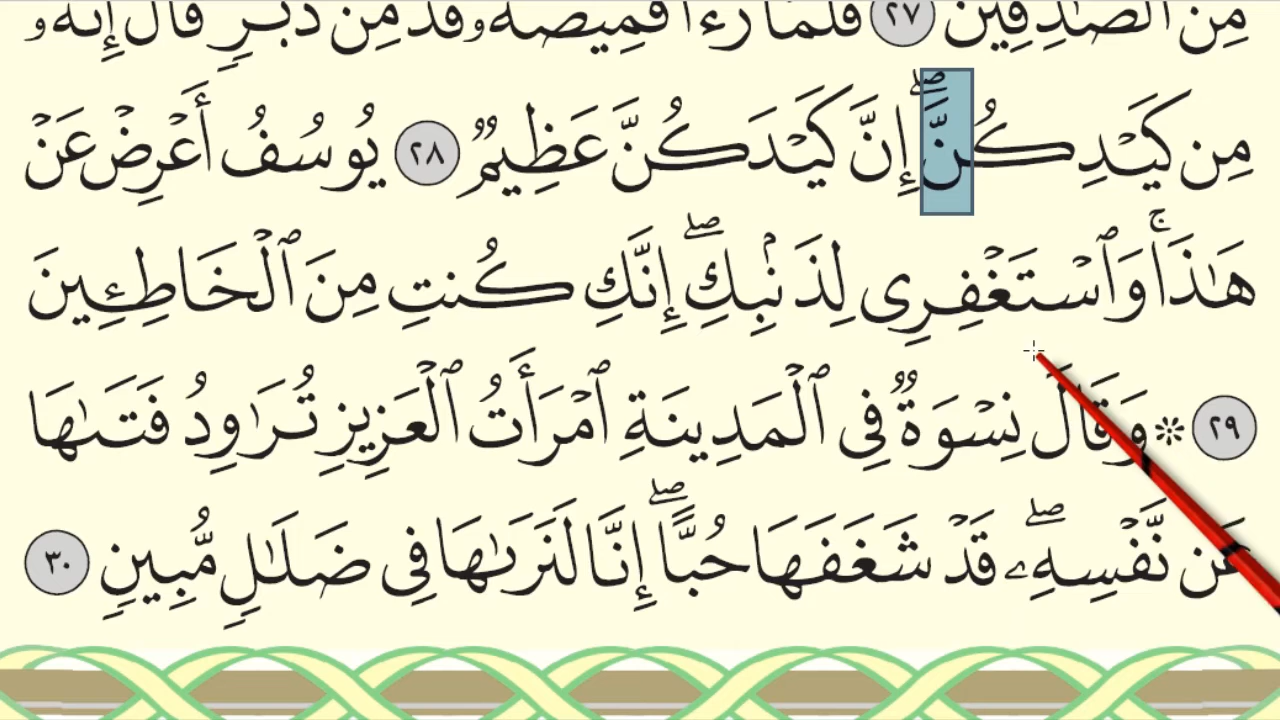 مِنَ ٱلصَّـٰدِقِينَ ٢٧ فَلَمَّا رَءَا قَمِيصَهُۥ قُدَّ مِن دُبُرٍ قَالَ إِنَّهُۥ
مِن كَيْدِكُنَّ ۖ إِنَّ كَيْدَكُنَّ عَظِيمٌ ٢٨ يُوسُفُ أَعْرِضْ عَنْ
هَـٰذَا ۚ وَٱسْتَغْفِرِى لِذَنۢبِكِ ۖ إِنَّكِ كُنتِ مِنَ ٱلْخَاطِـِٔينَ
٢٩ ۞ وَقَالَ نِسْوَةٌ فِى ٱلْمَدِينَةِ ٱمْرَأَتُ ٱلْعَزِيزِ تُرَٰوِدُ فَتَىٰهَا
عَن نَّفْسِهِۦ ۖ قَدْ شَغَفَهَا حُبًّا ۖ إِنَّا لَنَرَىٰهَا فِى ضَلَـٰلٍ مُّبِينٍ ٣٠